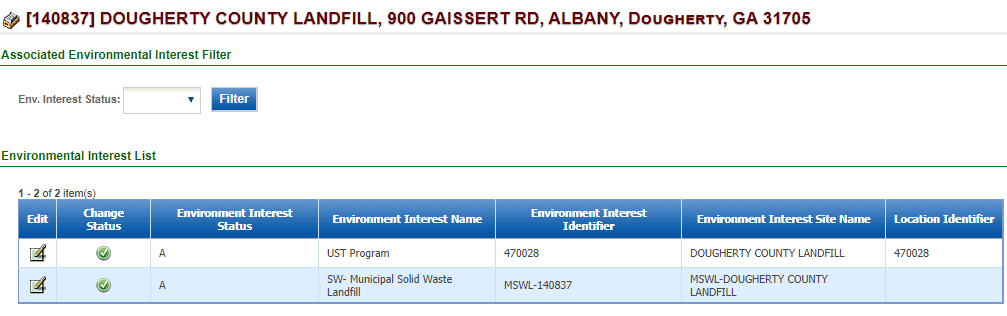 [140837] DOUGHERTY COUNTY LANDFILL, 900 GAISSERT RD, ALBANY, Dougherty, GA 31705
Associated Environmental Interest Filter
Env. Interest Status: Filter
Environmental Interest List
1 - 2 of 2 item(s)
Edit Change Status Environment Interest Status Environment Interest Name Environment Interest Identifier Environment Interest Site Name Location Identifier
A UST Program 470028 DOUGHERTY COUNTY LANDFILL 470028
A SW- Municipal Solid Waste Landfill MSWL-140837 MSWL-DOUGHERTY COUNTY LANDFILL